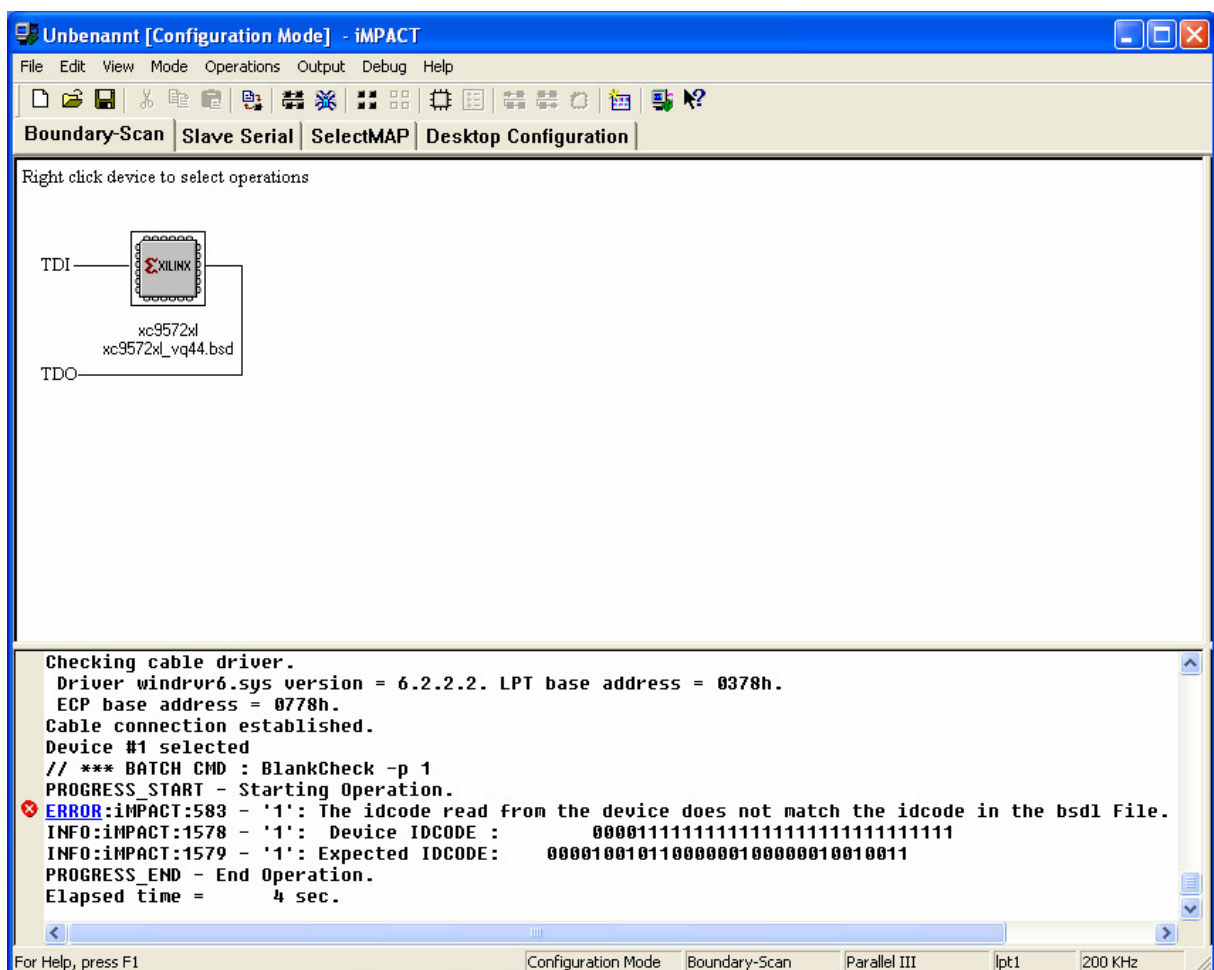 Unbenannt [Configuration Mode] - iMPACT
File Edit View Mode Operations Output Debug Help
Boundary-Scan Slave Serial SelectMAP Desktop Configuration
Right click device to select operations
TDI
XILINX
xc9572xl
xc9572xl_vq44.bsd
TDO
Checking cable driver.
Driver windrvr6.sys version = 6.2.2.2. LPT base address = 0378h.
ECP base address = 0778h.
Cable connection established.
Device #1 selected
// *** BATCH CMD : BlankCheck -p 1
PROGRESS_START - Starting Operation.
ERROR:iMPACT:583 - '1': The idcode read from the device does not match the idcode in the bsdl File.
INFO:iMPACT:1578 - '1': Device IDCODE : 00001111111111111111111111111111
INFO:iMPACT:1579 - '1': Expected IDCODE: 00001001011000000100000010010011
PROGRESS_END - End Operation.
Elapsed time = 4 sec.
For Help, press F1 Configuration Mode Boundary-Scan Parallel III lpt1 200 KHz